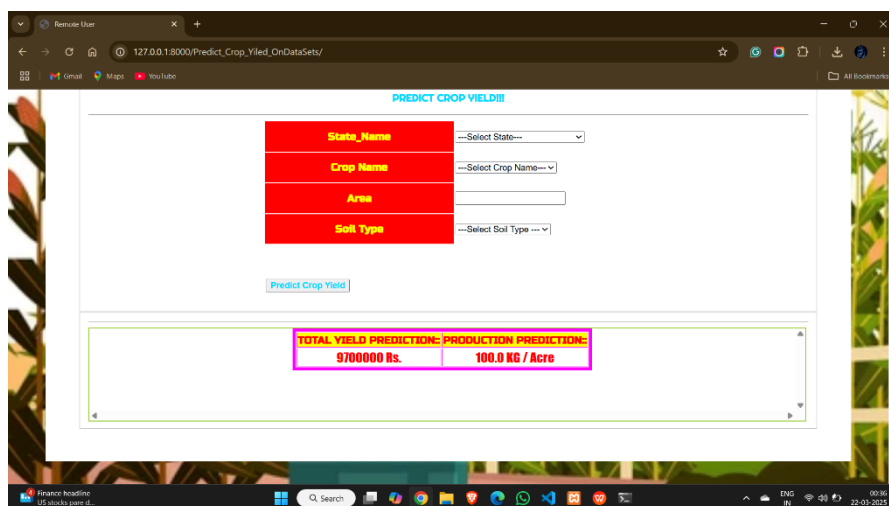 Remote User
127.0.0.1:8000/Predict_Crop_Yiled_OnDataSets/
Gmail Maps YouTube All Bookmarks
PREDICT CROP YIELD!!!
State_Name ---Select State---
Crop Name ---Select Crop Name---
Area
Soil Type ---Select Soil Type ---
Predict Crop Yield
TOTAL YIELD PREDICTION:: PRODUCTION PREDICTION::
9700000 Rs. 100.0 KG / Acre
Finance headline
US stocks pare d...
Search
ENG
IN
00:36
22-03-2025